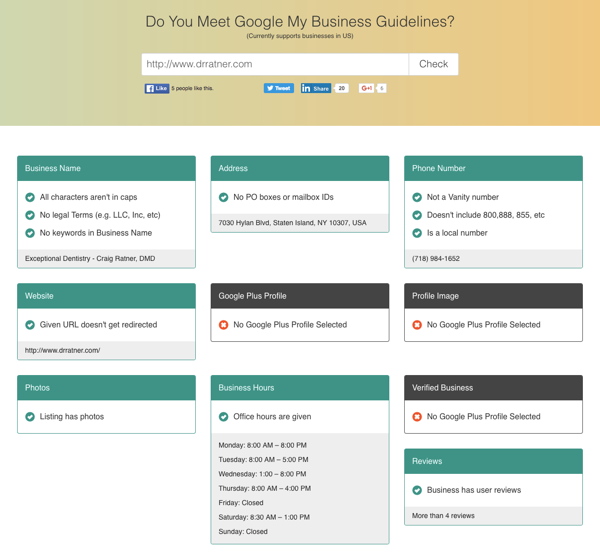 Do You Meet Google My Business Guidelines?
(Currently supports businesses in US)
http://www.drratner.com
Check
Like
5 people like this.
Tweet
in Share
20
G+1
6
Business Name
All characters aren't in caps
No legal Terms (e.g. LLC, Inc, etc)
No keywords in Business Name
Exceptional Dentistry - Craig Ratner, DMD
Address
No PO boxes or mailbox IDs
7030 Hylan Blvd, Staten Island, NY 10307, USA
Phone Number
Not a Vanity number
Doesn't include 800,888, 855, etc
Is a local number
(718) 984-1652
Website
Given URL doesn't get redirected
http://www.drratner.com/
Google Plus Profile
No Google Plus Profile Selected
Profile Image
No Google Plus Profile Selected
Photos
Listing has photos
Business Hours
Office hours are given
Monday: 8:00 AM – 8:00 PM
Tuesday: 8:00 AM – 5:00 PM
Wednesday: 1:00 – 8:00 PM
Thursday: 8:00 AM – 4:00 PM
Friday: Closed
Saturday: 8:30 AM – 1:00 PM
Sunday: Closed
Verified Business
No Google Plus Profile Selected
Reviews
Business has user reviews
More than 4 reviews